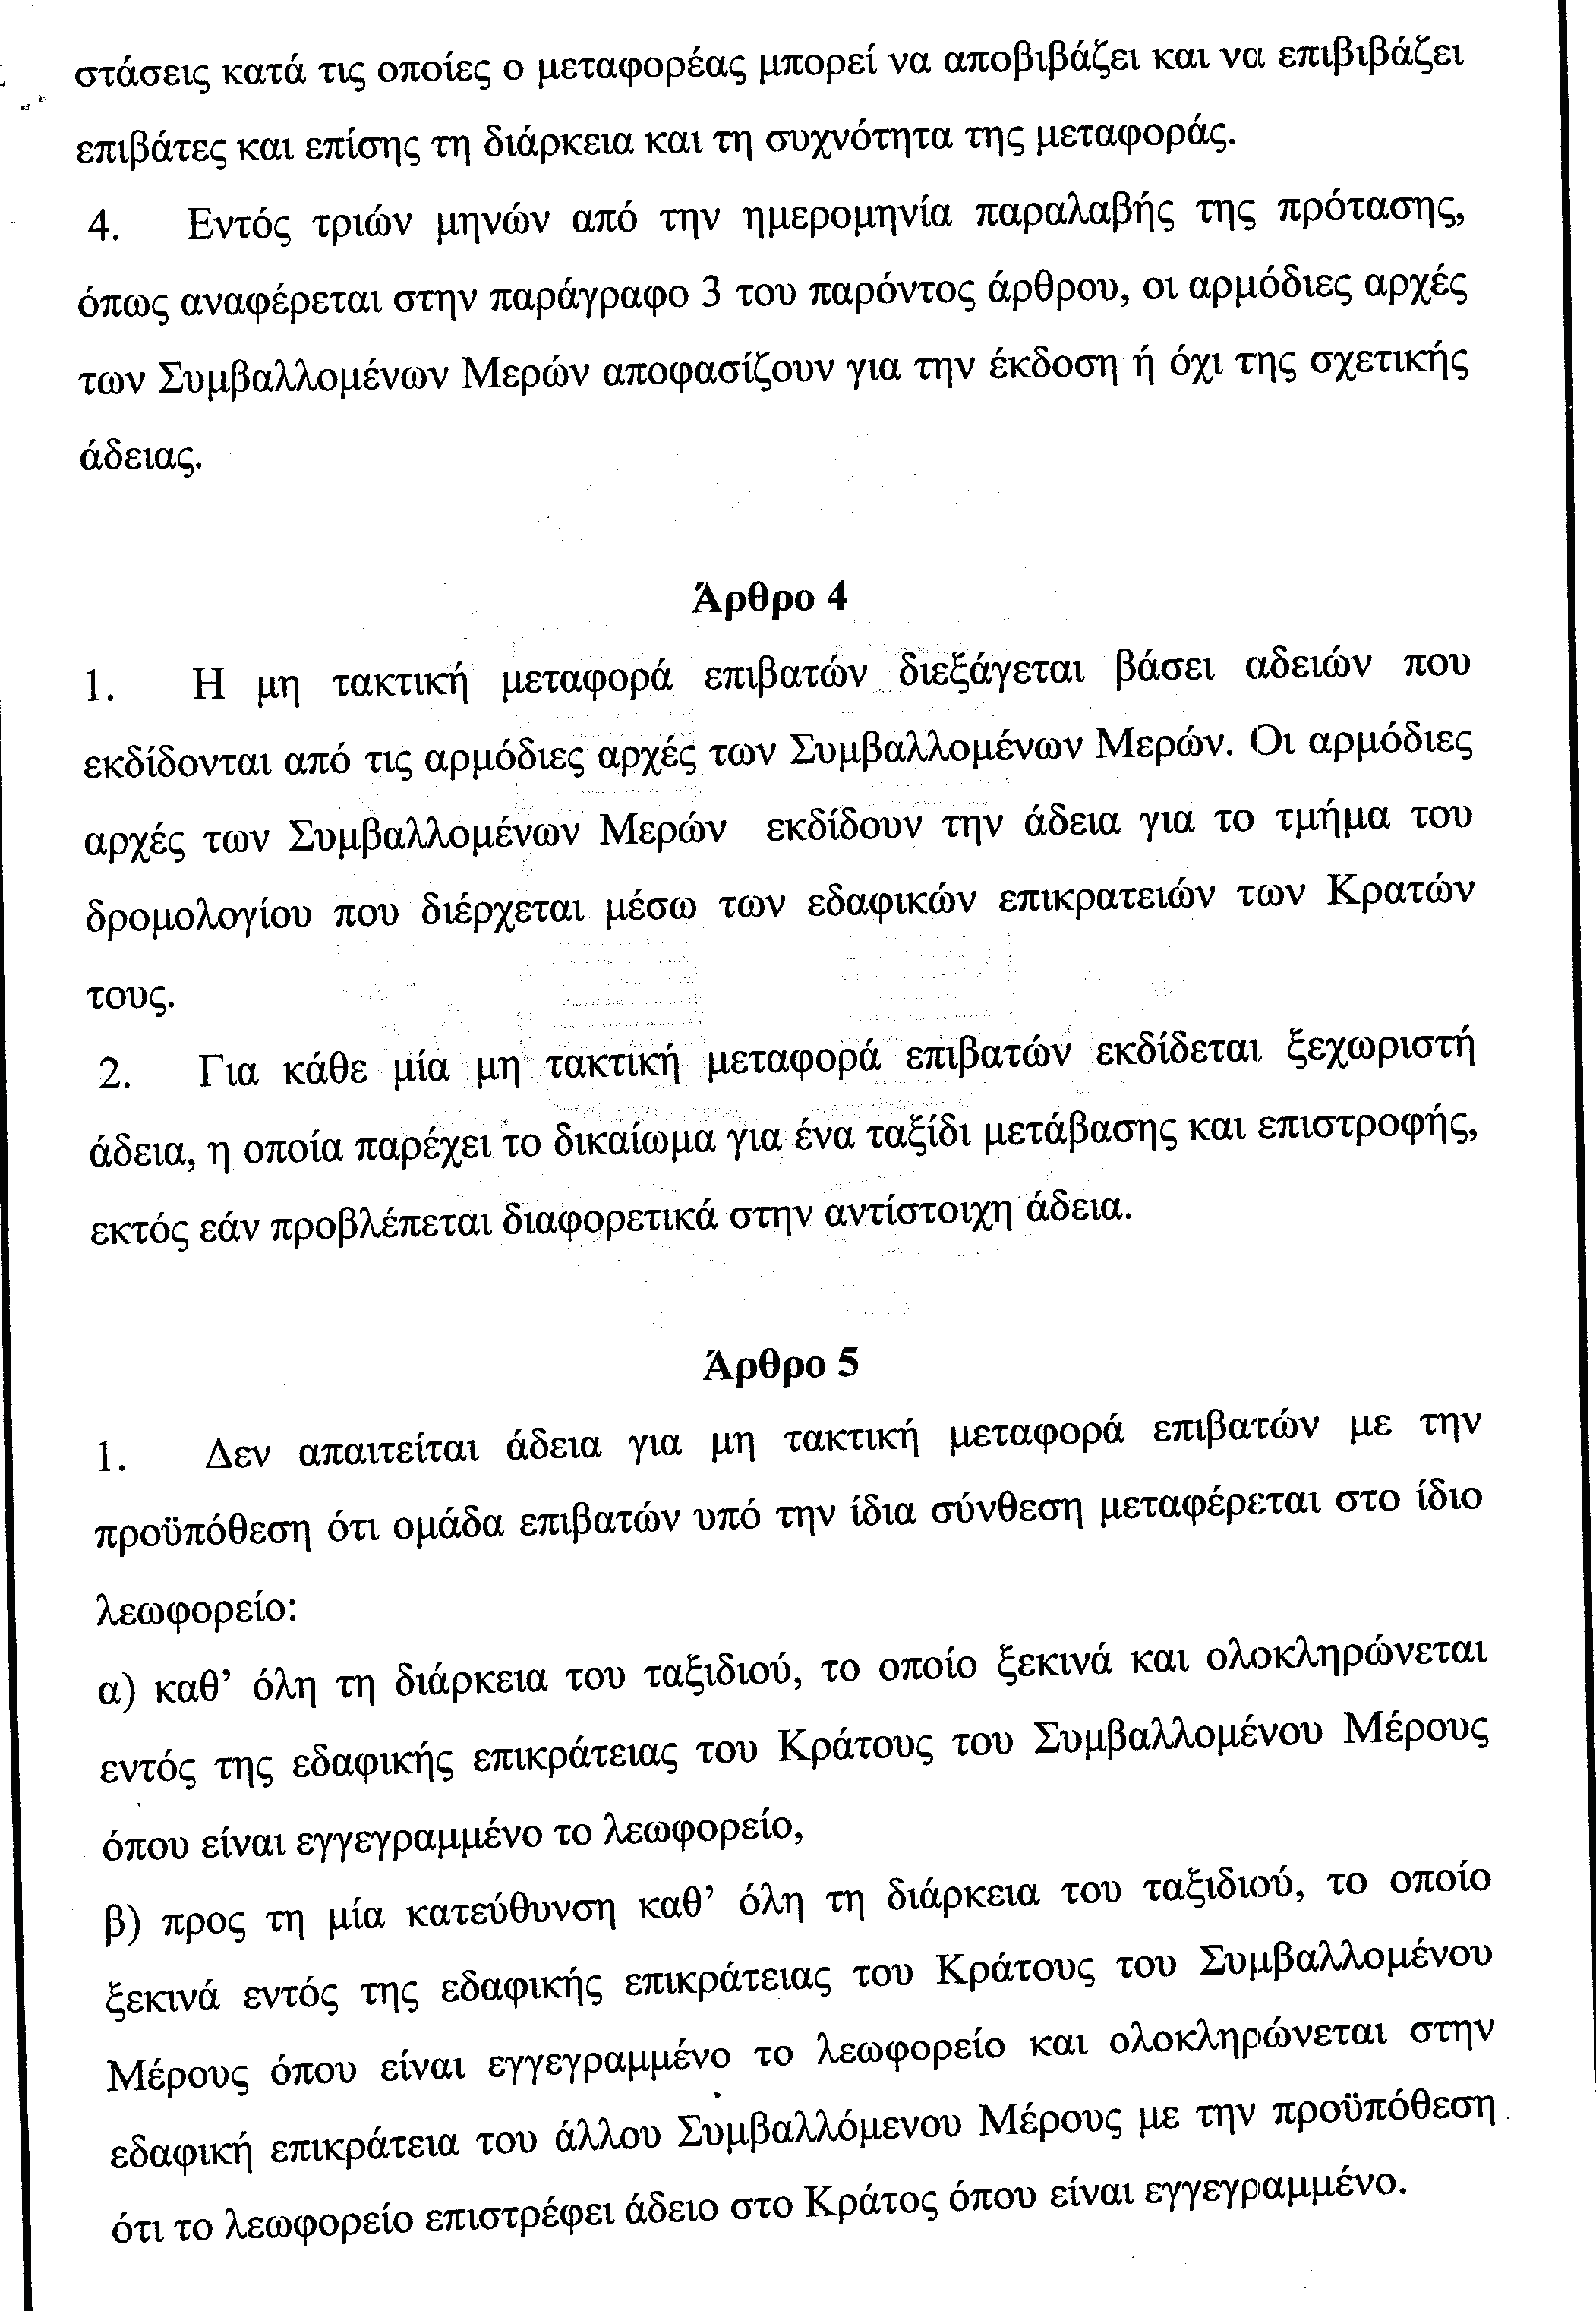 στάσεις κατά τις οποίες ο μεταφορέας μπορεί να αποβιβάζει και να επιβιβάζει
επιβάτες και επίσης τη διάρκεια και τη συχνότητα της μεταφοράς.
4. Εντός τριών μηνών από την ημερομηνία παραλαβής της πρότασης,
όπως αναφέρεται στην παράγραφο 3 του παρόντος άρθρου, οι αρμόδιες αρχές
των Συμβαλλομένων Μερών αποφασίζουν για την έκδοση ή όχι της σχετικής
άδειας.
Άρθρο 4
1. Η μη τακτική μεταφορά επιβατών διεξάγεται βάσει αδειών που
εκδίδονται από τις αρμόδιες αρχές των Συμβαλλομένων Μερών. Οι αρμόδιες
αρχές των Συμβαλλομένων Μερών εκδίδουν την άδεια για το τμήμα του
δρομολογίου που διέρχεται μέσω των εδαφικών επικρατειών των Κρατών
τους.
2. Για κάθε μία μη τακτική μεταφορά επιβατών εκδίδεται ξεχωριστή
άδεια, η οποία παρέχει το δικαίωμα για ένα ταξίδι μετάβασης και επιστροφής,
εκτός εάν προβλέπεται διαφορετικά στην αντίστοιχη άδεια.
Άρθρο 5
1. Δεν απαιτείται άδεια για μη τακτική μεταφορά επιβατών με την
προϋπόθεση ότι ομάδα επιβατών υπό την ίδια σύνθεση μεταφέρεται στο ίδιο
λεωφορείο:
α) καθ’ όλη τη διάρκεια του ταξιδιού, το οποίο ξεκινά και ολοκληρώνεται
εντός της εδαφικής επικράτειας του Κράτους του Συμβαλλομένου Μέρους
όπου είναι εγγεγραμμένο το λεωφορείο,
β) προς τη μία κατεύθυνση καθ’ όλη τη διάρκεια του ταξιδιού, το οποίο
ξεκινά εντός της εδαφικής επικράτειας του Κράτους του Συμβαλλομένου
Μέρους όπου είναι εγγεγραμμένο το λεωφορείο και ολοκληρώνεται στην
εδαφική επικράτεια του άλλου Συμβαλλόμενου Μέρους με την προϋπόθεση
ότι το λεωφορείο επιστρέφει άδειο στο Κράτος όπου είναι εγγεγραμμένο.